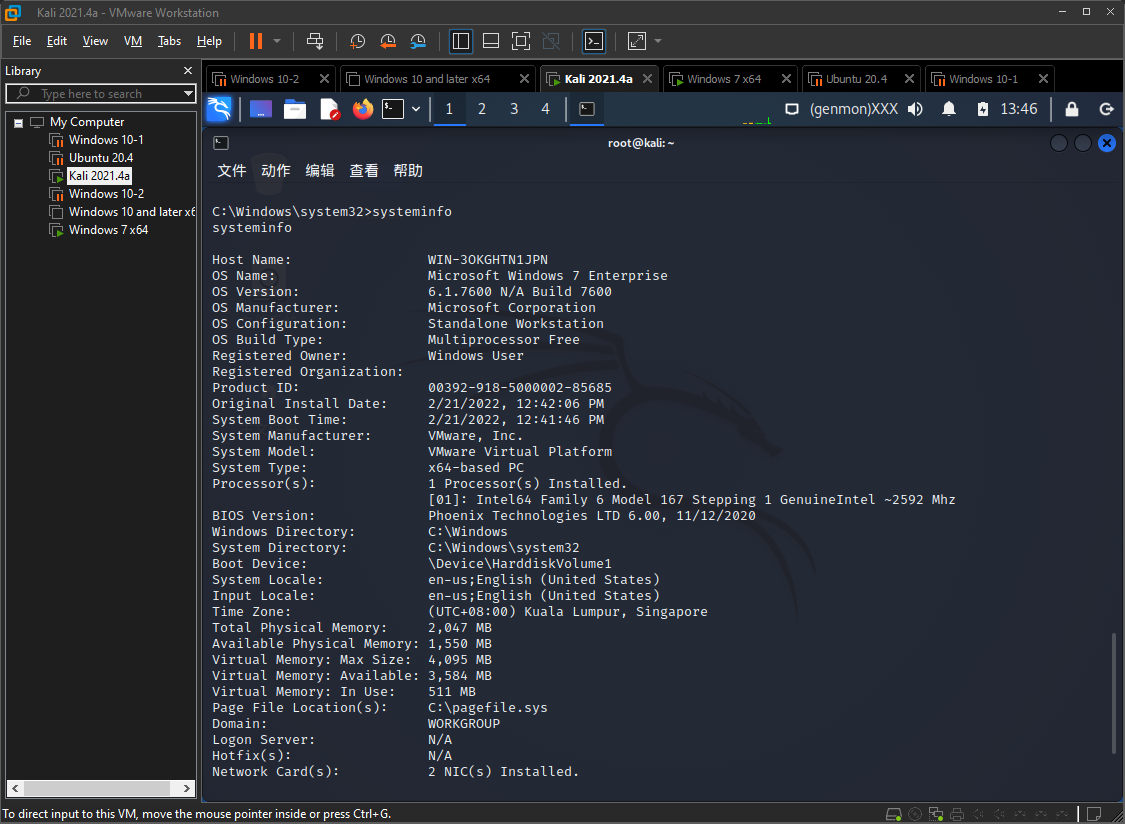 Kali 2021.4a - VMware Workstation
File Edit View VM Tabs Help
Library
Type here to search
My Computer
Windows 10-1
Ubuntu 20.4
Kali 2021.4a
Windows 10-2
Windows 10 and later x6
Windows 7 x64
Windows 10-2 Windows 10 and later x64 Kali 2021.4a Windows 7 x64 Ubuntu 20.4 Windows 10-1
1 2 3 4 (genmon)XXX 13:46
root@kali: ~
文件 动作 编辑 查看 帮助
C:\Windows\system32>systeminfo
systeminfo
Host Name: WIN-3OKGHTN1JPN
OS Name: Microsoft Windows 7 Enterprise
OS Version: 6.1.7600 N/A Build 7600
OS Manufacturer: Microsoft Corporation
OS Configuration: Standalone Workstation
OS Build Type: Multiprocessor Free
Registered Owner: Windows User
Registered Organization:
Product ID: 00392-918-5000002-85685
Original Install Date: 2/21/2022, 12:42:06 PM
System Boot Time: 2/21/2022, 12:41:46 PM
System Manufacturer: VMware, Inc.
System Model: VMware Virtual Platform
System Type: x64-based PC
Processor(s): 1 Processor(s) Installed.
[01]: Intel64 Family 6 Model 167 Stepping 1 GenuineIntel ~2592 Mhz
BIOS Version: Phoenix Technologies LTD 6.00, 11/12/2020
Windows Directory: C:\Windows
System Directory: C:\Windows\system32
Boot Device: \Device\HarddiskVolume1
System Locale: en-us;English (United States)
Input Locale: en-us;English (United States)
Time Zone: (UTC+08:00) Kuala Lumpur, Singapore
Total Physical Memory: 2,047 MB
Available Physical Memory: 1,550 MB
Virtual Memory: Max Size: 4,095 MB
Virtual Memory: Available: 3,584 MB
Virtual Memory: In Use: 511 MB
Page File Location(s): C:\pagefile.sys
Domain: WORKGROUP
Logon Server: N/A
Hotfix(s): N/A
Network Card(s): 2 NIC(s) Installed.
To direct input to this VM, move the mouse pointer inside or press Ctrl+G.